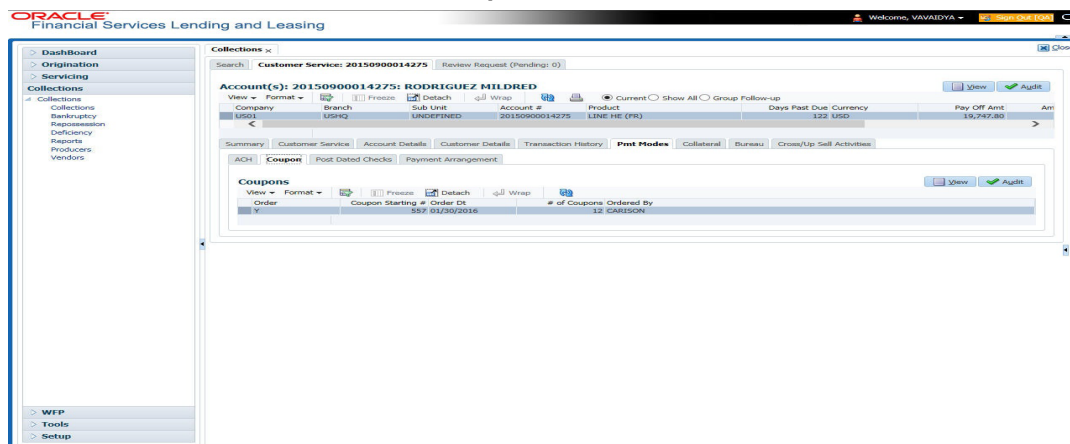 ORACLE
Financial Services Lending and Leasing
Welcome, VAVAIDYA
Sign Out [QA]
DashBoard
Origination
Servicing
Collections
Collections
Collections
Bankruptcy
Repossession
Deficiency
Reports
Producers
Vendors
WFP
Tools
Setup
Collections x
Close
Search Customer Service: 20150900014275 Review Request (Pending: 0)
Account(s): 20150900014275: RODRIGUEZ MILDRED
View Audit
View Format Freeze Detach Wrap Current Show All Group Follow-up
Company Branch Sub Unit Account # Product Days Past Due Currency Pay Off Amt Am
US01 USHQ UNDEFINED 20150900014275 LINE HE (FR) 122 USD 19,747.80
Summary Customer Service Account Details Customer Details Transaction History Pmt Modes Collateral Bureau Cross/Up Sell Activities
ACH Coupon Post Dated Checks Payment Arrangement
Coupons
View Audit
View Format Freeze Detach Wrap
Order Coupon Starting # Order Dt # of Coupons Ordered By
Y 557 01/30/2016 12 CARISON